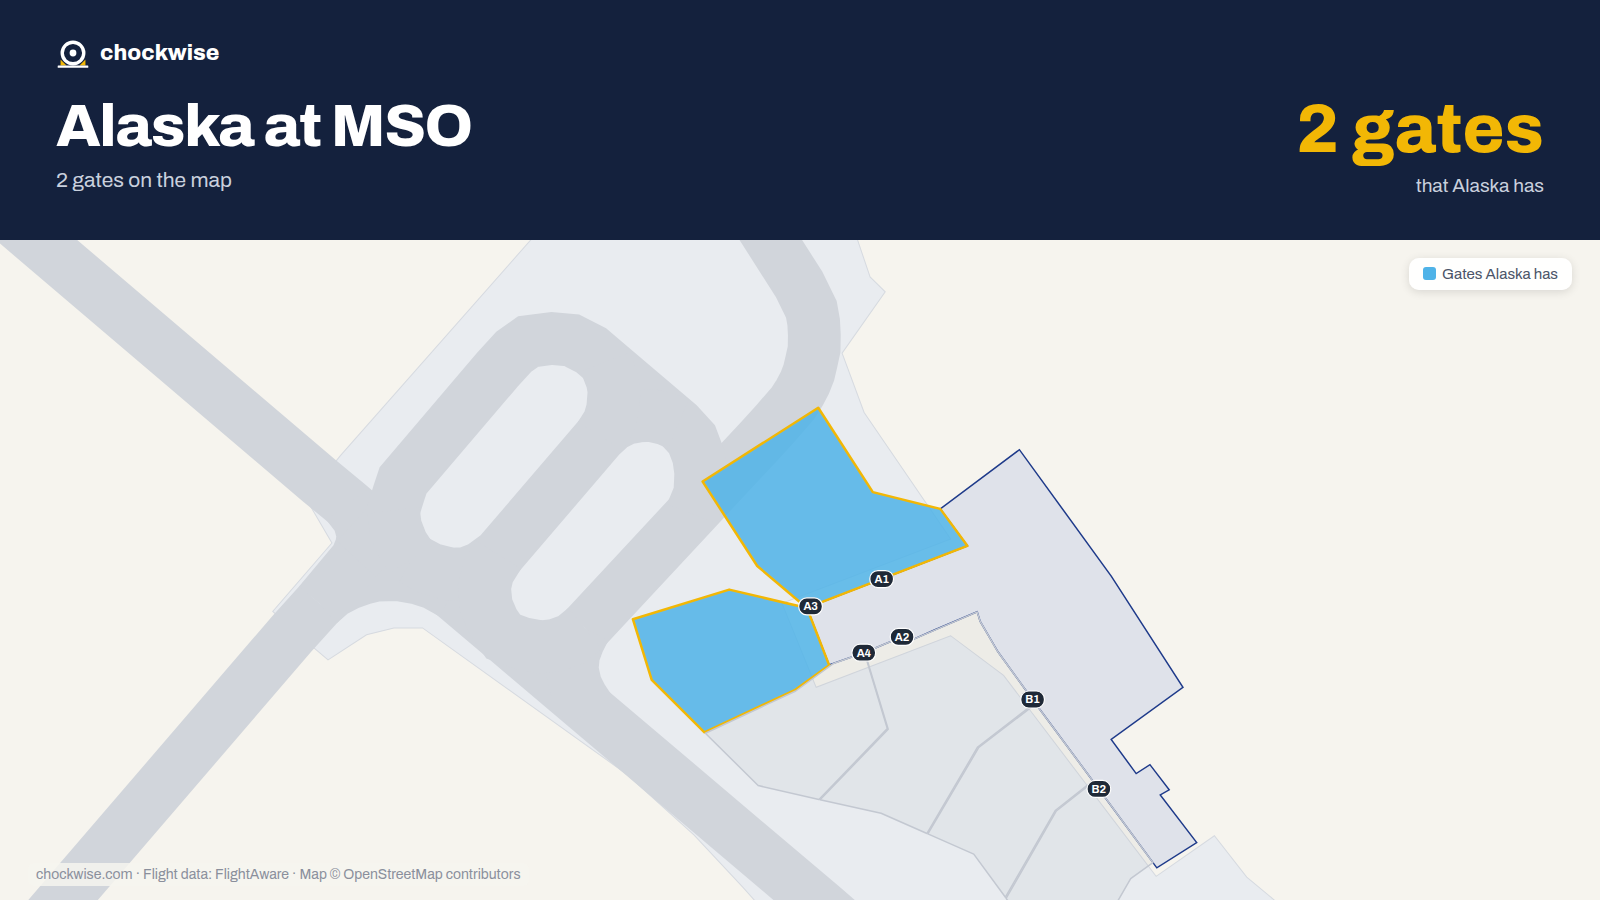 chockwise
Alaska at MSO
2 gates on the map
2 gates
that Alaska has
Gates Alaska has
A1
A3
A2
A4
B1
B2
chockwise.com · Flight data: FlightAware · Map © OpenStreetMap contributors